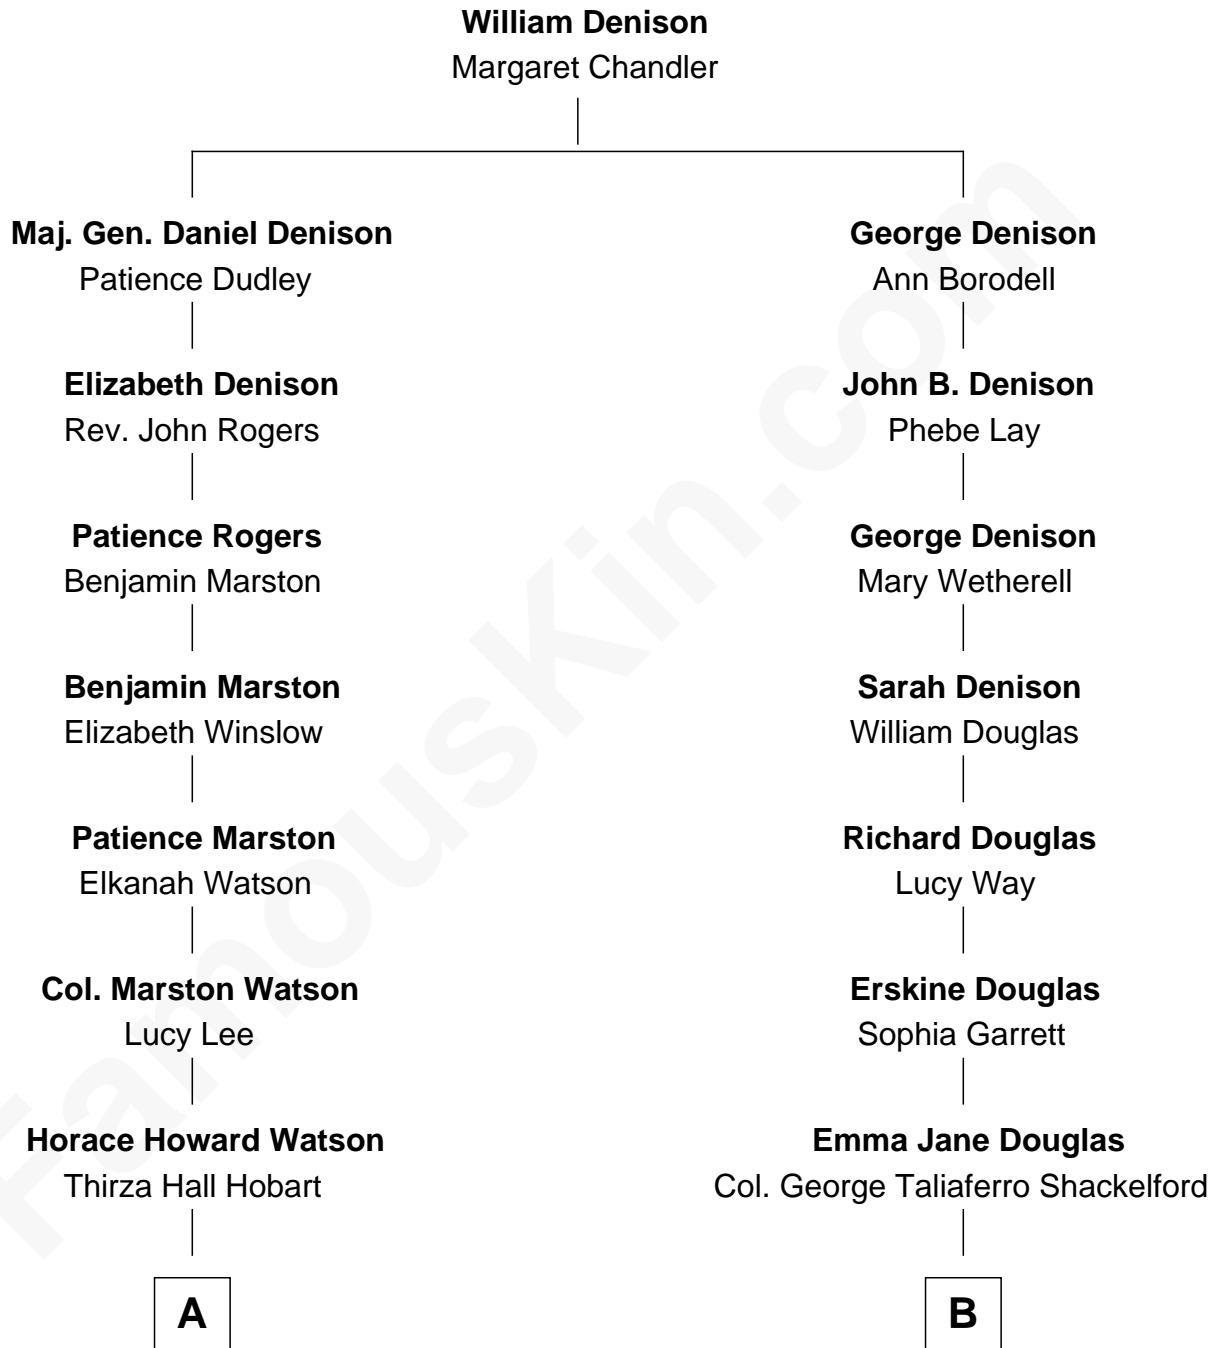 William Denison
Margaret Chandler
Maj. Gen. Daniel Denison
Patience Dudley
Elizabeth Denison
Rev. John Rogers
Patience Rogers
Benjamin Marston
Benjamin Marston
Elizabeth Winslow
Patience Marston
Elkanah Watson
Col. Marston Watson
Lucy Lee
Horace Howard Watson
Thirza Hall Hobart
A
George Denison
Ann Borodell
John B. Denison
Phebe Lay
George Denison
Mary Wetherell
Sarah Denison
William Douglas
Richard Douglas
Lucy Way
Erskine Douglas
Sophia Garrett
Emma Jane Douglas
Col. George Taliaferro Shackelford
B
FamousKin.com